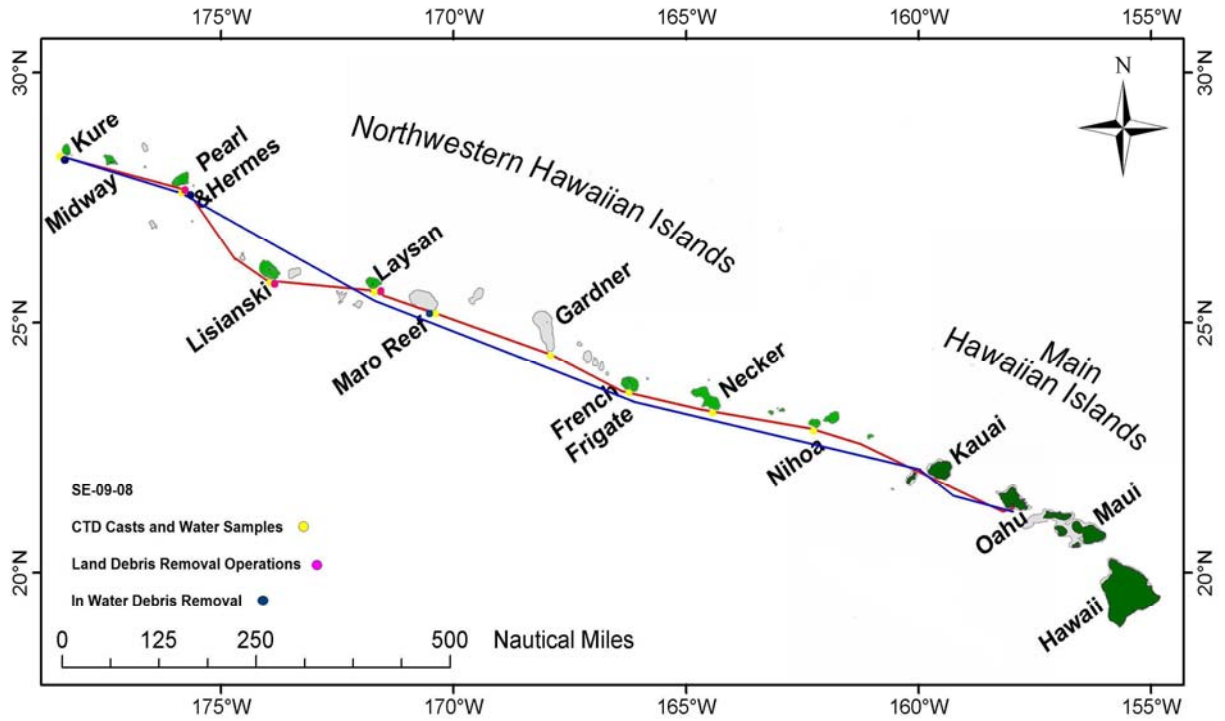 175°W 170°W 165°W 160°W 155°W
N
30°N 30°N
Kure
Pearl
&Hermes
Midway
Northwestern Hawaiian Islands
Laysan
Lisianski
Gardner
25°N 25°N
Maro Reef
Necker
Main
Hawaiian Islands
French
Frigate
Nihoa
Kauai
SE-09-08
CTD Casts and Water Samples
Oahu
Maui
Land Debris Removal Operations
20°N 20°N
In Water Debris Removal
Hawaii
0 125 250 500 Nautical Miles
175°W 170°W 165°W 160°W 155°W